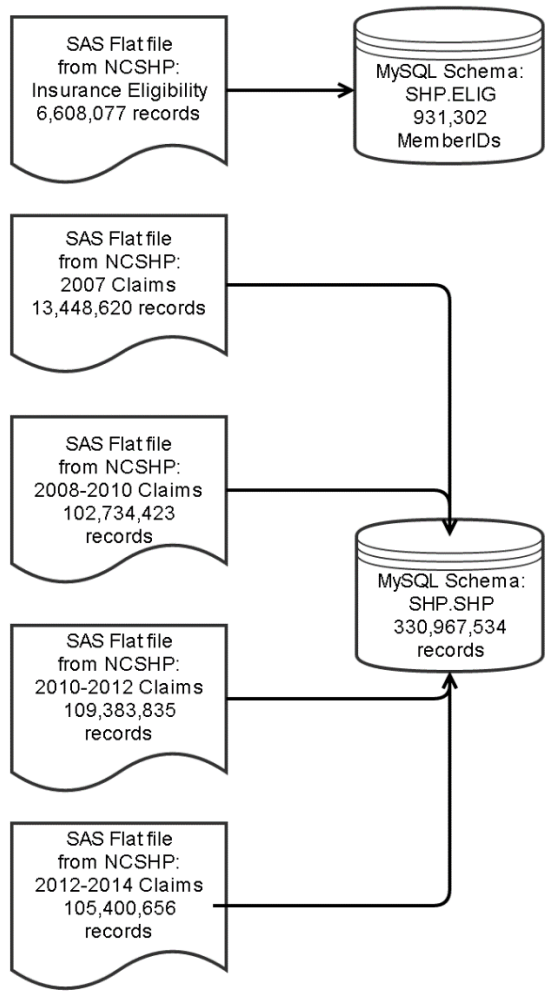 SAS Flat file
from NCSHP:
Insurance Eligibility
6,608,077 records
MySQL Schema:
SHP.ELIG
931,302
MemberIDs
SAS Flat file
from NCSHP:
2007 Claims
13,448,620 records
SAS Flat file
from NCSHP:
2008-2010 Claims
102,734,423
records
MySQL Schema:
SHP.SHP
330,967,534
records
SAS Flat file
from NCSHP:
2010-2012 Claims
109,383,835
records
SAS Flat file
from NCSHP:
2012-2014 Claims
105,400,656
records